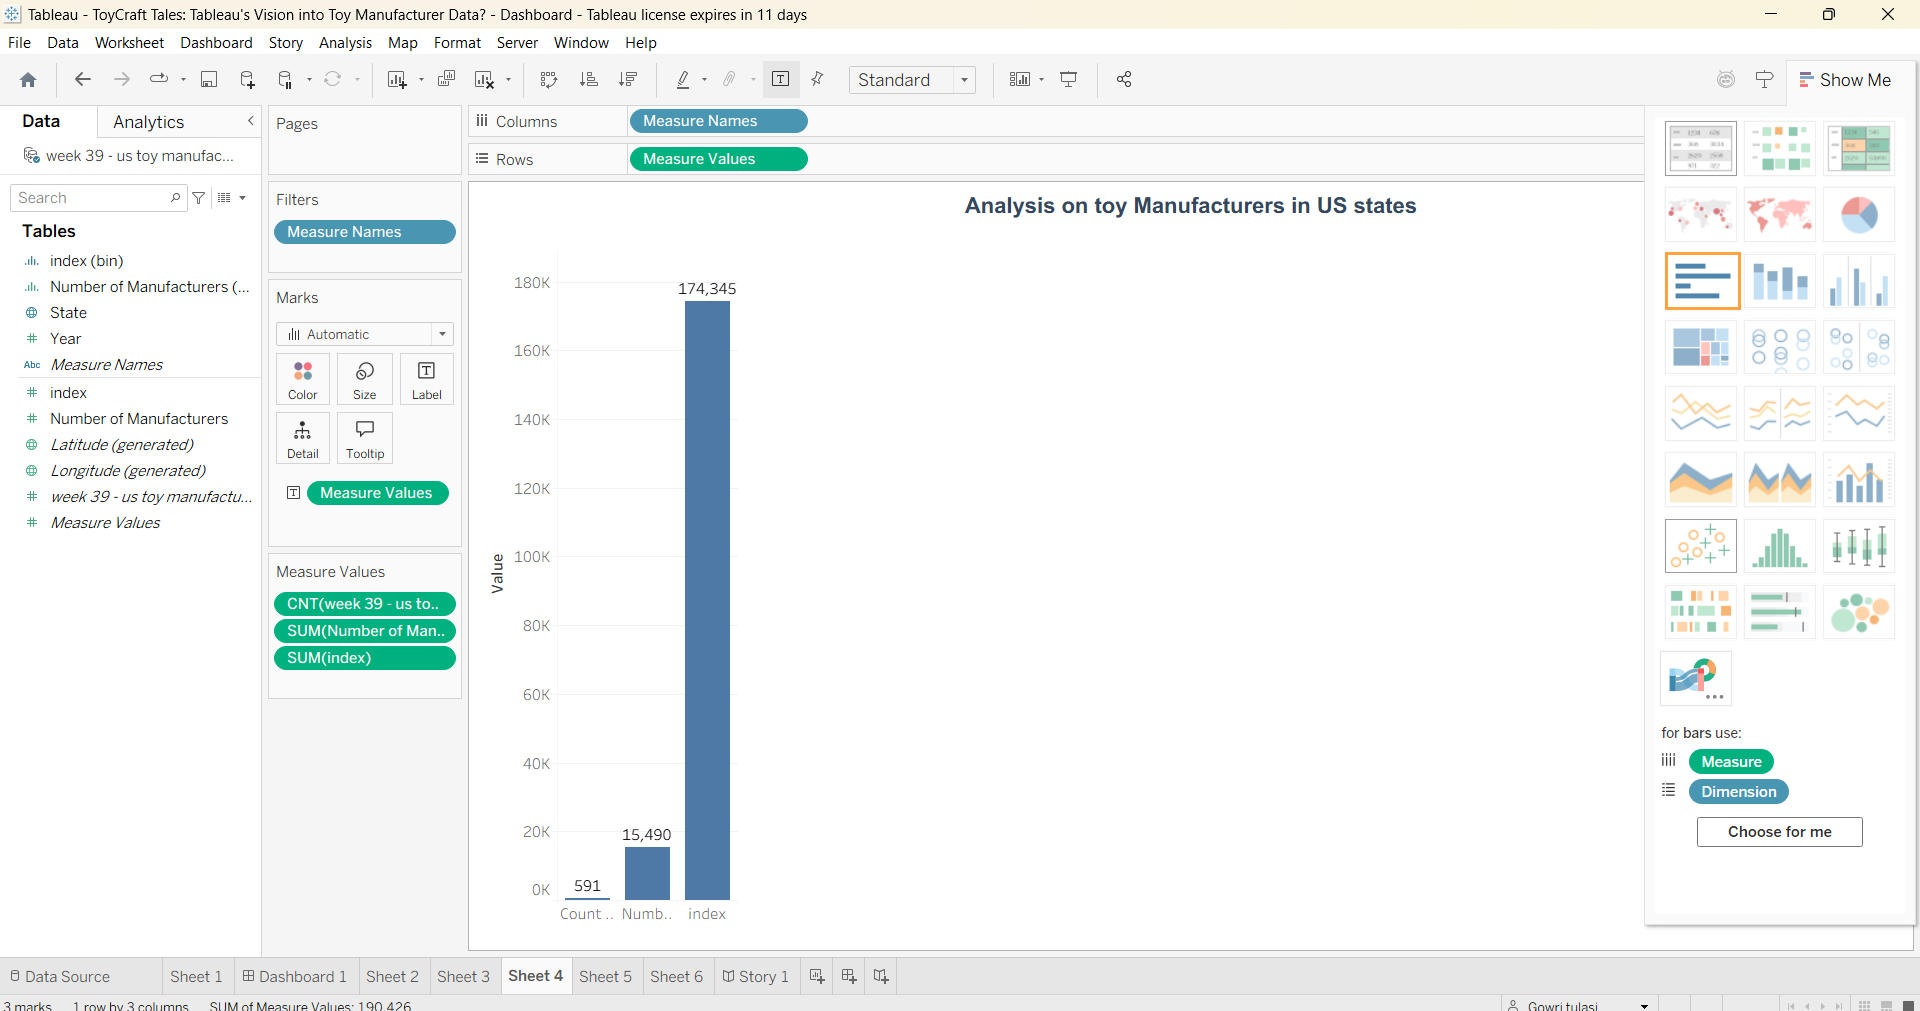 Tableau - ToyCraft Tales: Tableau's Vision into Toy Manufacturer Data? - Dashboard - Tableau license expires in 11 days
File Data Worksheet Dashboard Story Analysis Map Format Server Window Help
Standard
Show Me
Data
Analytics
week 39 - us toy manufac...
Search
Tables
index (bin)
Number of Manufacturers (...
State
Year
Abc Measure Names
index
Number of Manufacturers
Latitude (generated)
Longitude (generated)
week 39 - us toy manufactu...
Measure Values
Pages
Filters
Measure Names
Marks
Automatic
Color
Size
Label
Detail
Tooltip
Measure Values
Measure Values
CNT(week 39 - us to..
SUM(Number of Man..
SUM(index)
Columns
Measure Names
Rows
Measure Values
Analysis on toy Manufacturers in US states
Value
180K
160K
140K
120K
100K
80K
60K
40K
20K
0K
174,345
15,490
591
Count ..
Numb..
index
for bars use:
Measure
Dimension
Choose for me
Data Source
Sheet 1
Dashboard 1
Sheet 2
Sheet 3
Sheet 4
Sheet 5
Sheet 6
Story 1
3 marks
1 row by 3 columns
SUM of Measure Values: 190,426
Gowri tulasi